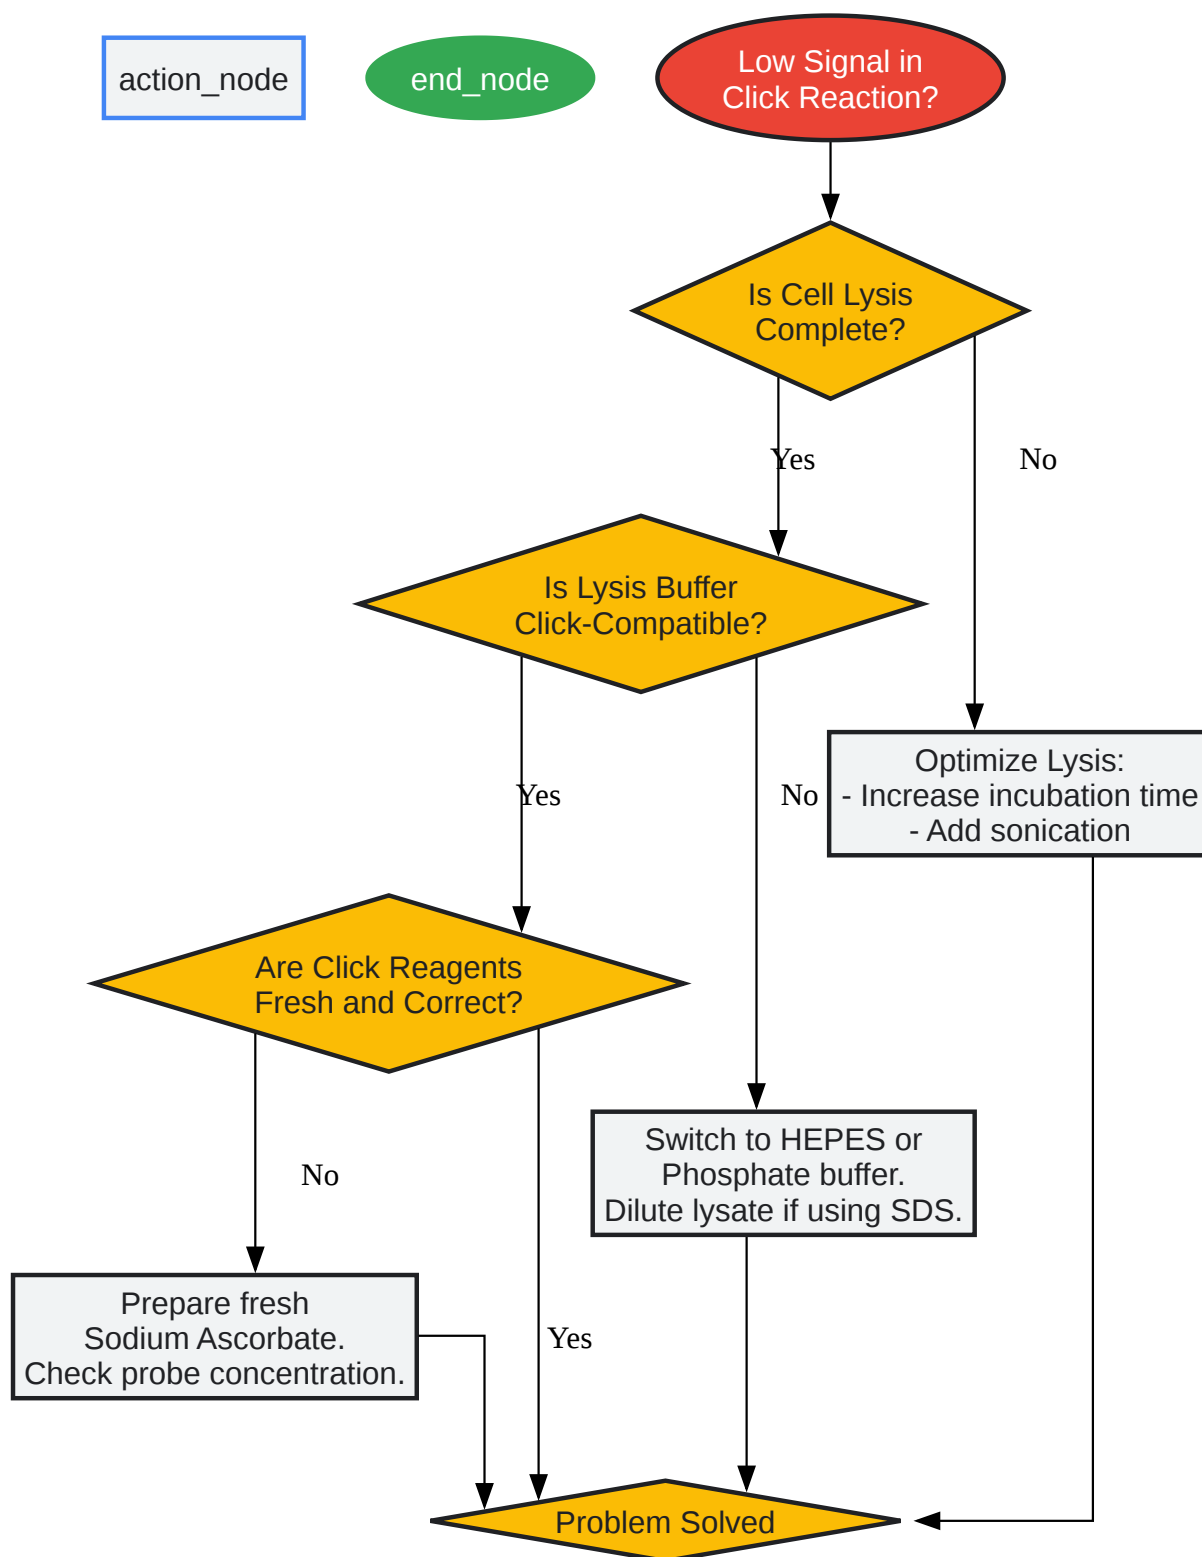 action_node
end_node
Low Signal in
Click Reaction?
Is Cell Lysis
Complete?
Yes
No
Is Lysis Buffer
Click-Compatible?
Yes
No
Optimize Lysis:
- Increase incubation time
- Add sonication
Are Click Reagents
Fresh and Correct?
No
Switch to HEPES or
Phosphate buffer.
Dilute lysate if using SDS.
Prepare fresh
Sodium Ascorbate.
Check probe concentration.
Yes
Problem Solved